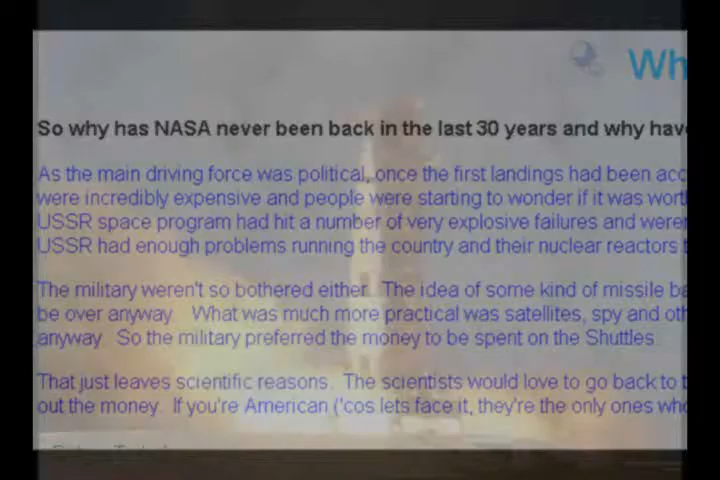 Wh
So why has NASA never been back in the last 30 years and why have
As the main driving force was political, once the first landings had been acc
were incredibly expensive and people were starting to wonder if it was wort
USSR space program had hit a number of very explosive failures and weren
USSR had enough problems running the country and their nuclear reactors t
The military weren't so bothered either. The idea of some kind of missile ba
be over anyway. What was much more practical was satellites, spy and oth
anyway. So the military preferred the money to be spent on the Shuttles.
That just leaves scientific reasons. The scientists would love to go back to t
out the money. If you're American ('cos lets face it, they're the only ones who